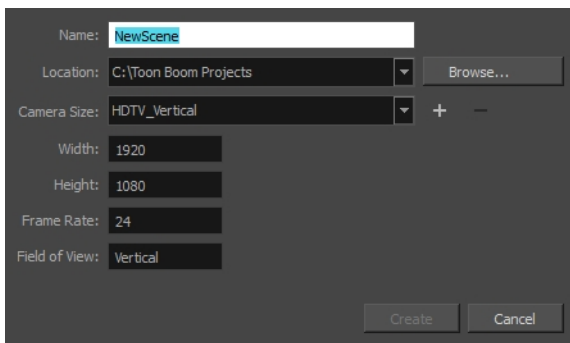 Name: NewScene
Location: C:\Toon Boom Projects Browse...
Camera Size: HDTV_Vertical + −
Width: 1920
Height: 1080
Frame Rate: 24
Field of View: Vertical
Create Cancel